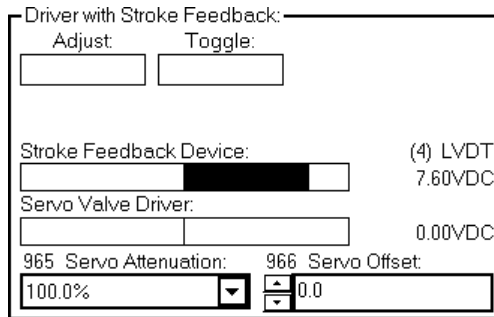 Driver with Stroke Feedback:
Adjust: Toggle:
Stroke Feedback Device: (4) LVDT
7.60VDC
Servo Valve Driver:
0.00VDC
965 Servo Attenuation: 966 Servo Offset:
100.0% 0.0